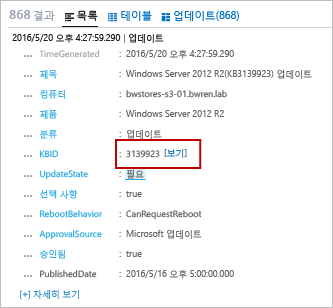 868 결과 목록 테이블 업데이트(868)
2016/5/20 오후 4:27:59.290 | 업데이트
... TimeGenerated : 2016/5/20 오후 4:27:59.290
... 제목 : Windows Server 2012 R2(KB3139923) 업데이트
... 컴퓨터 : bwstores-s3-01.bwren.lab
... 제품 : Windows Server 2012 R2
... 분류 : 업데이트
... KBID : 3139923 [보기]
... UpdateState : 필요
... 선택 사항 : true
... RebootBehavior : CanRequestReboot
... ApprovalSource : Microsoft 업데이트
... 승인됨 : true
... PublishedDate : 2016/5/16 오후 5:00:00.000
[+] 자세히 보기